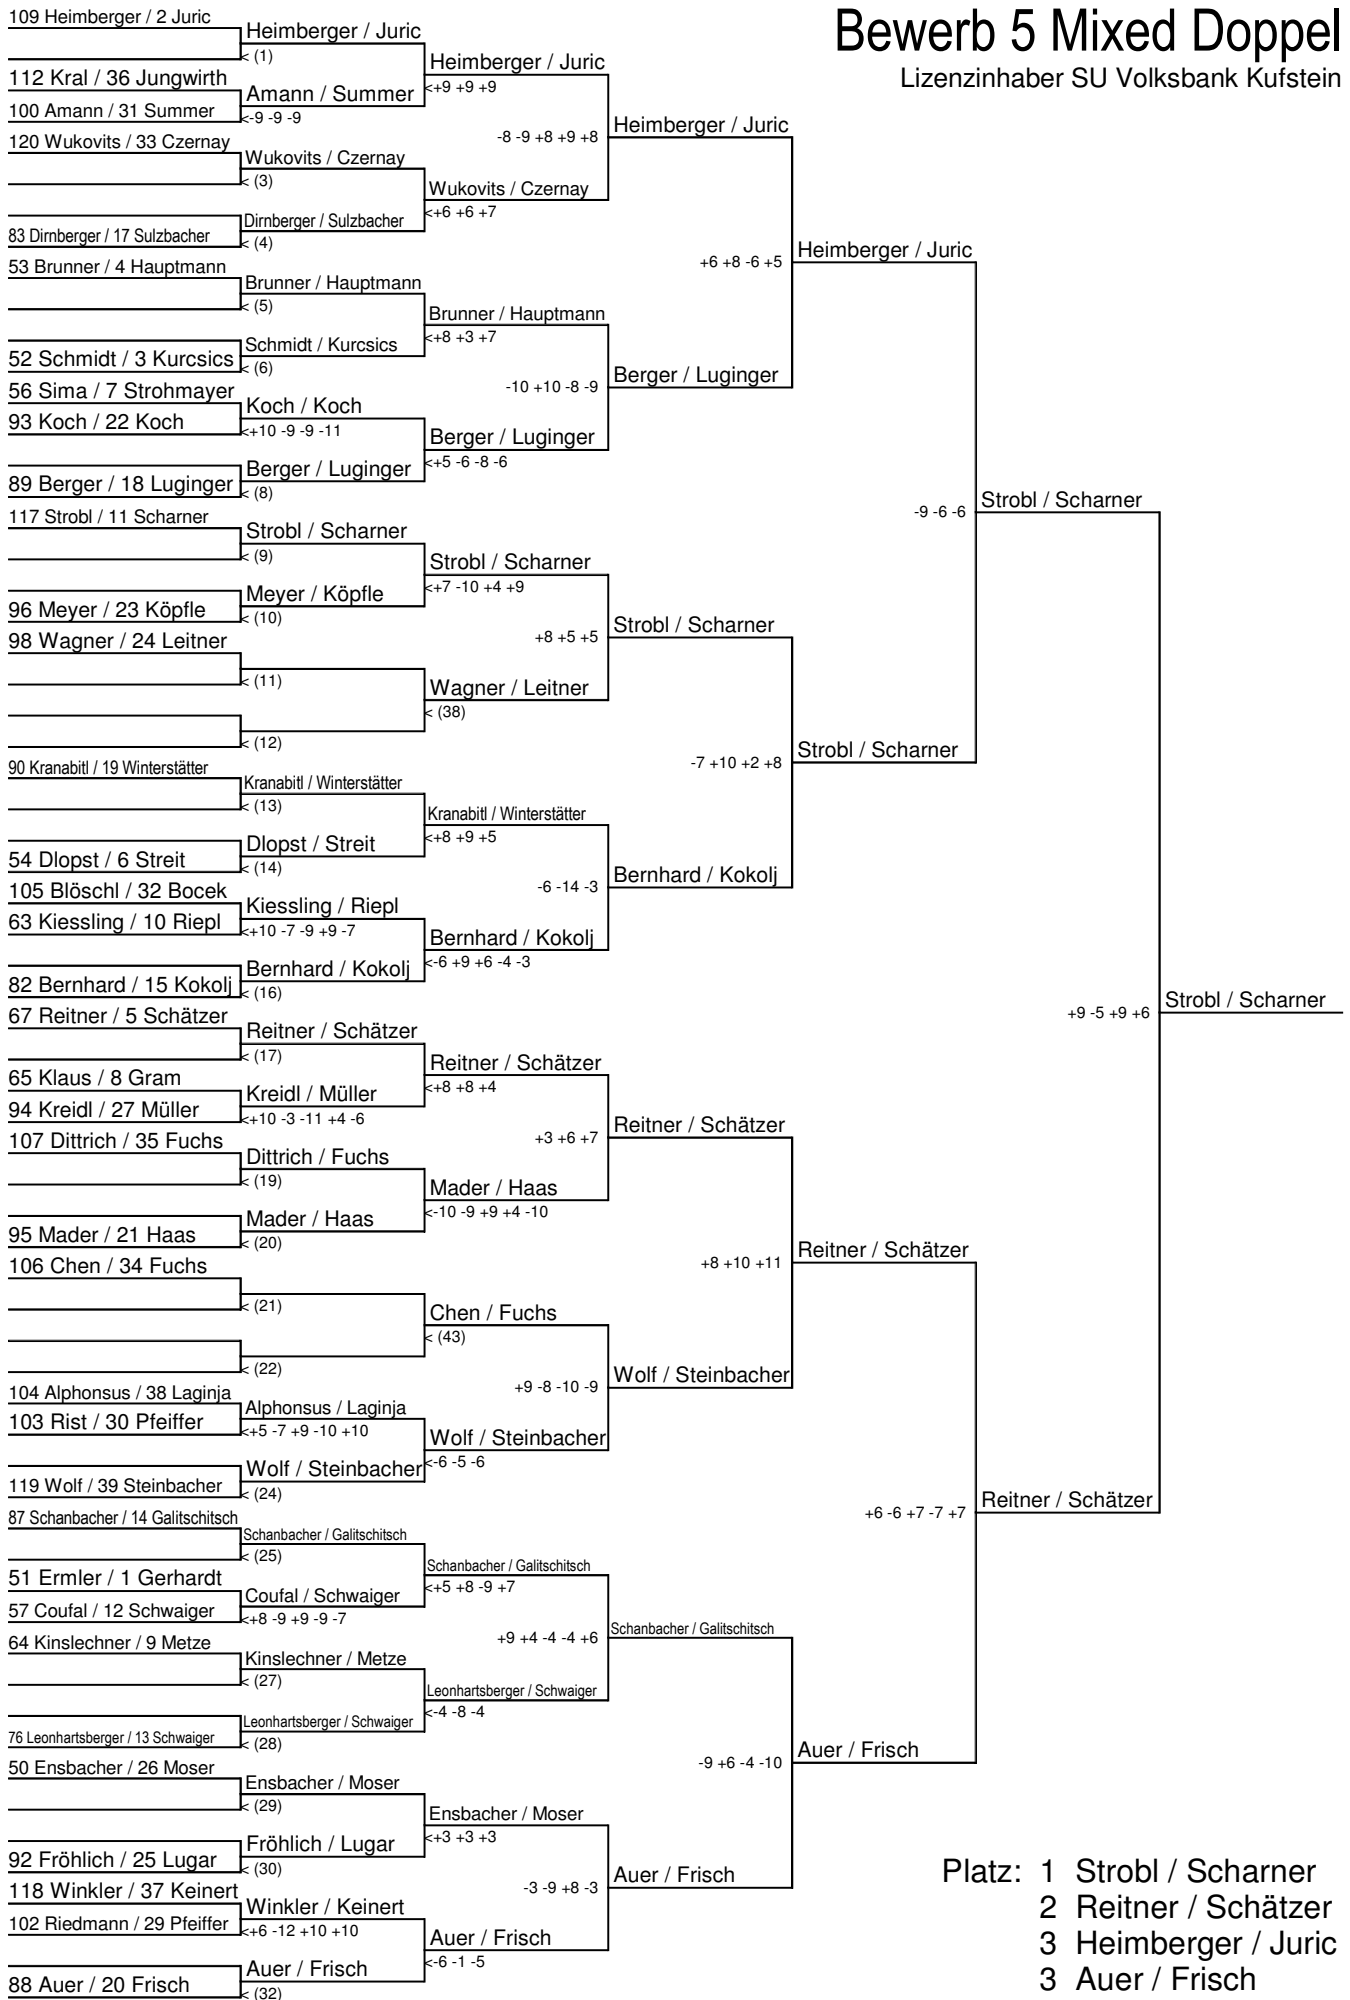 Bewerb 5 Mixed Doppel
Lizenzinhaber SU Volksbank Kufstein
109 Heimberger / 2 Juric
112 Kral / 36 Jungwirth
100 Amann / 31 Summer
120 Wukovits / 33 Czernay
83 Dirnberger / 17 Sulzbacher
53 Brunner / 4 Hauptmann
52 Schmidt / 3 Kurcsics
56 Sima / 7 Strohmayer
93 Koch / 22 Koch
89 Berger / 18 Luginger
117 Strobl / 11 Scharner
96 Meyer / 23 Köpfle
98 Wagner / 24 Leitner
90 Kranabitl / 19 Winterstätter
54 Dlopst / 6 Streit
105 Blöschl / 32 Bocek
63 Kiessling / 10 Riepl
82 Bernhard / 15 Kokolj
67 Reitner / 5 Schätzer
65 Klaus / 8 Gram
94 Kreidl / 27 Müller
107 Dittrich / 35 Fuchs
95 Mader / 21 Haas
106 Chen / 34 Fuchs
104 Alphonsus / 38 Laginja
103 Rist / 30 Pfeiffer
119 Wolf / 39 Steinbacher
87 Schanbacher / 14 Galitschitsch
51 Ermler / 1 Gerhardt
57 Coufal / 12 Schwaiger
64 Kinslechner / 9 Metze
76 Leonhartsberger / 13 Schwaiger
50 Ensbacher / 26 Moser
92 Fröhlich / 25 Lugar
118 Winkler / 37 Keinert
102 Riedmann / 29 Pfeiffer
88 Auer / 20 Frisch
Heimberger / Juric
< (1)
Amann / Summer
<-9 -9 -9
Wukovits / Czernay
< (3)
Dirnberger / Sulzbacher
< (4)
Brunner / Hauptmann
< (5)
Schmidt / Kurcsics
< (6)
Koch / Koch
<+10 -9 -9 -11
Berger / Luginger
< (8)
Strobl / Scharner
< (9)
Meyer / Köpfle
< (10)
< (11)
< (12)
Kranabitl / Winterstätter
< (13)
Dlopst / Streit
< (14)
Kiessling / Riepl
<+10 -7 -9 +9 -7
Bernhard / Kokolj
< (16)
Reitner / Schätzer
< (17)
Kreidl / Müller
<+10 -3 -11 +4 -6
Dittrich / Fuchs
< (19)
Mader / Haas
< (20)
< (21)
< (22)
Alphonsus / Laginja
<+5 -7 +9 -10 +10
Wolf / Steinbacher
< (24)
Schanbacher / Galitschitsch
< (25)
Coufal / Schwaiger
<+8 -9 +9 -9 -7
Kinslechner / Metze
< (27)
Leonhartsberger / Schwaiger
< (28)
Ensbacher / Moser
< (29)
Fröhlich / Lugar
< (30)
Winkler / Keinert
<+6 -12 +10 +10
Auer / Frisch
< (32)
Heimberger / Juric
<+9 +9 +9
Wukovits / Czernay
<+6 +6 +7
Brunner / Hauptmann
<+8 +3 +7
Berger / Luginger
<+5 -6 -8 -6
Strobl / Scharner
<+7 -10 +4 +9
Wagner / Leitner
< (38)
Kranabitl / Winterstätter
<+8 +9 +5
Bernhard / Kokolj
<-6 +9 +6 -4 -3
Reitner / Schätzer
<+8 +8 +4
Mader / Haas
<-10 -9 +9 +4 -10
Chen / Fuchs
< (43)
Wolf / Steinbacher
<-6 -5 -6
Schanbacher / Galitschitsch
<+5 +8 -9 +7
Leonhartsberger / Schwaiger
<-4 -8 -4
Ensbacher / Moser
<+3 +3 +3
Auer / Frisch
<-6 -1 -5
Heimberger / Juric
-8 -9 +8 +9 +8
Berger / Luginger
-10 +10 -8 -9
Strobl / Scharner
+8 +5 +5
Bernhard / Kokolj
-6 -14 -3
Reitner / Schätzer
+3 +6 +7
Wolf / Steinbacher
+9 -8 -10 -9
Schanbacher / Galitschitsch
+9 +4 -4 -4 +6
Auer / Frisch
-3 -9 +8 -3
Heimberger / Juric
+6 +8 -6 +5
Strobl / Scharner
-7 +10 +2 +8
Reitner / Schätzer
+8 +10 +11
Auer / Frisch
-9 +6 -4 -10
Strobl / Scharner
-9 -6 -6
Reitner / Schätzer
+6 -6 +7 -7 +7
Strobl / Scharner
+9 -5 +9 +6
Platz: 1 Strobl / Scharner
2 Reitner / Schätzer
3 Heimberger / Juric
3 Auer / Frisch